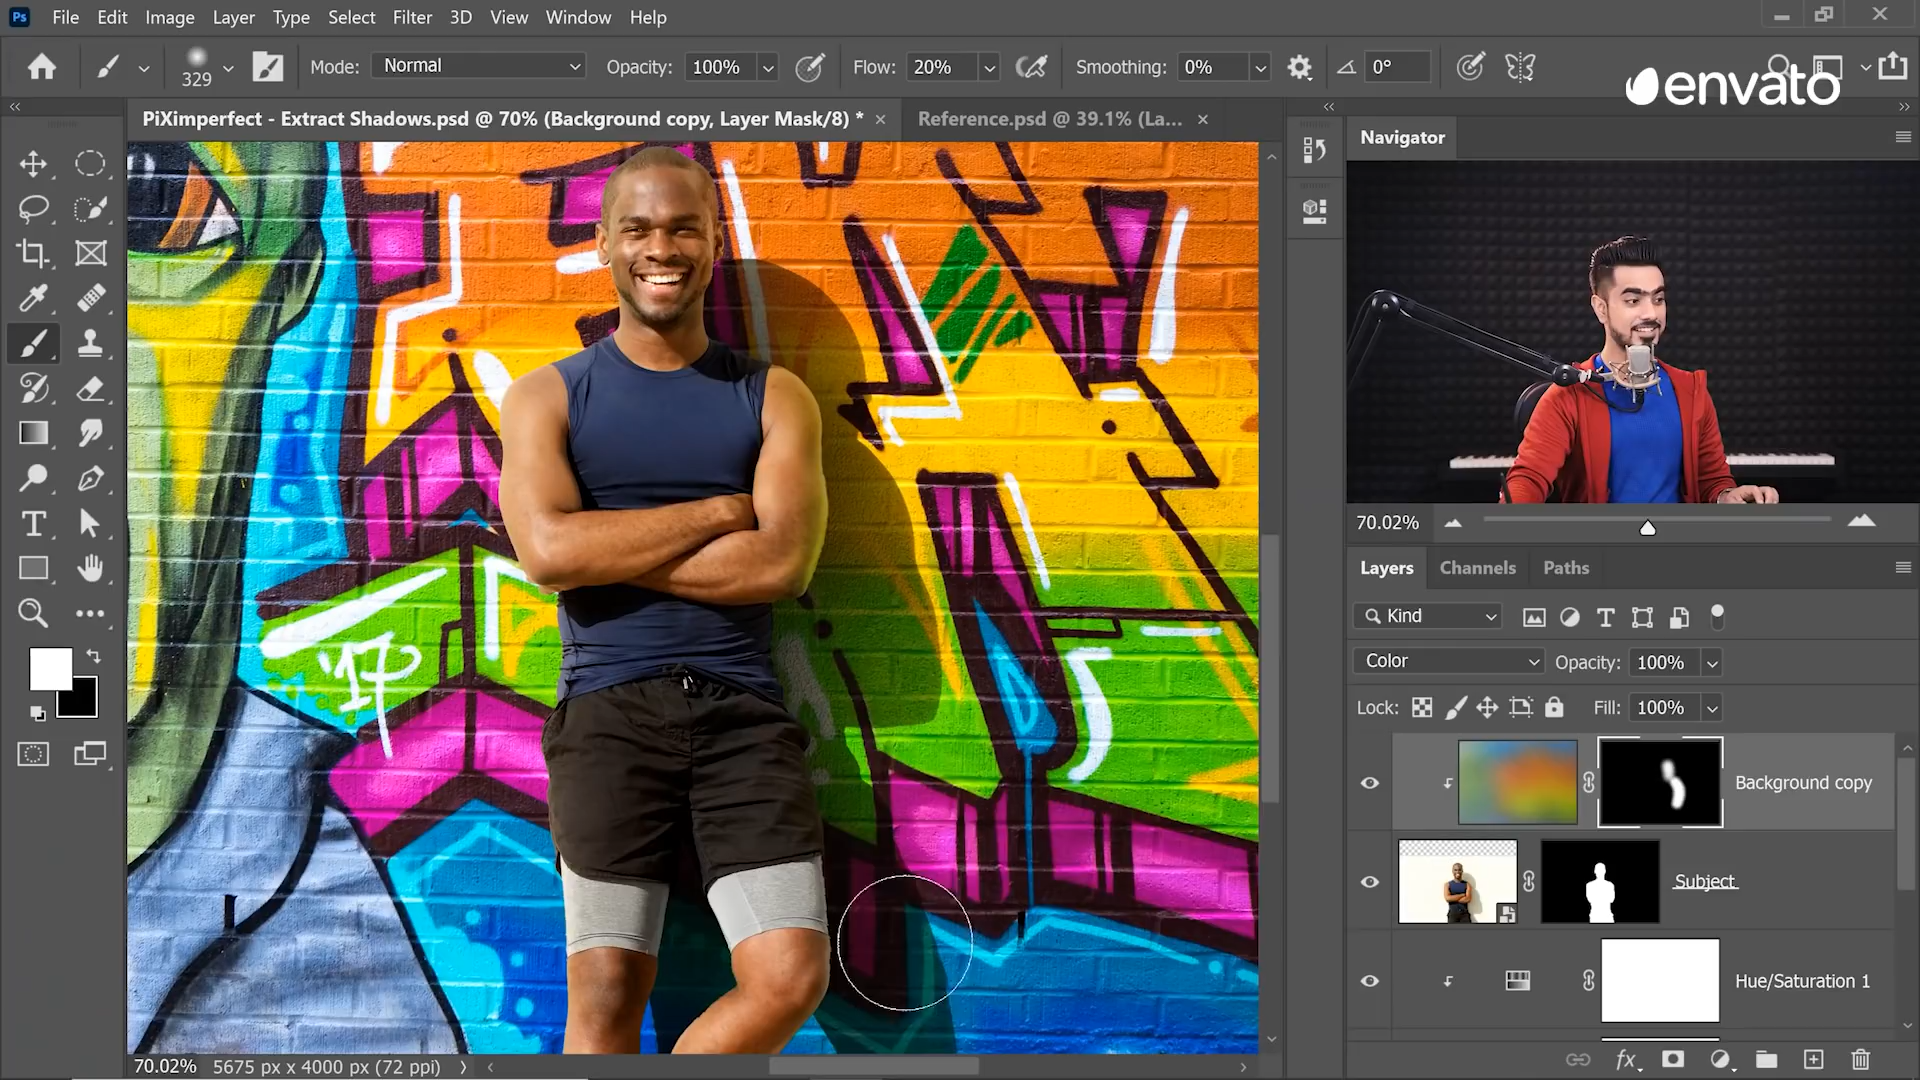 Ps File Edit Image Layer Type Select Filter 3D View Window Help
329 Mode: Normal Opacity: 100% Flow: 20% Smoothing: 0% 0°
envato
PiXimperfect - Extract Shadows.psd @ 70% (Background copy, Layer Mask/8) * Reference.psd @ 39.1% (La...
Navigator
'17
70.02%
Layers Channels Paths
Kind
Color Opacity: 100%
Lock: Fill: 100%
Background copy
Subject
Hue/Saturation 1
fx
70.02% 5675 px x 4000 px (72 ppi)